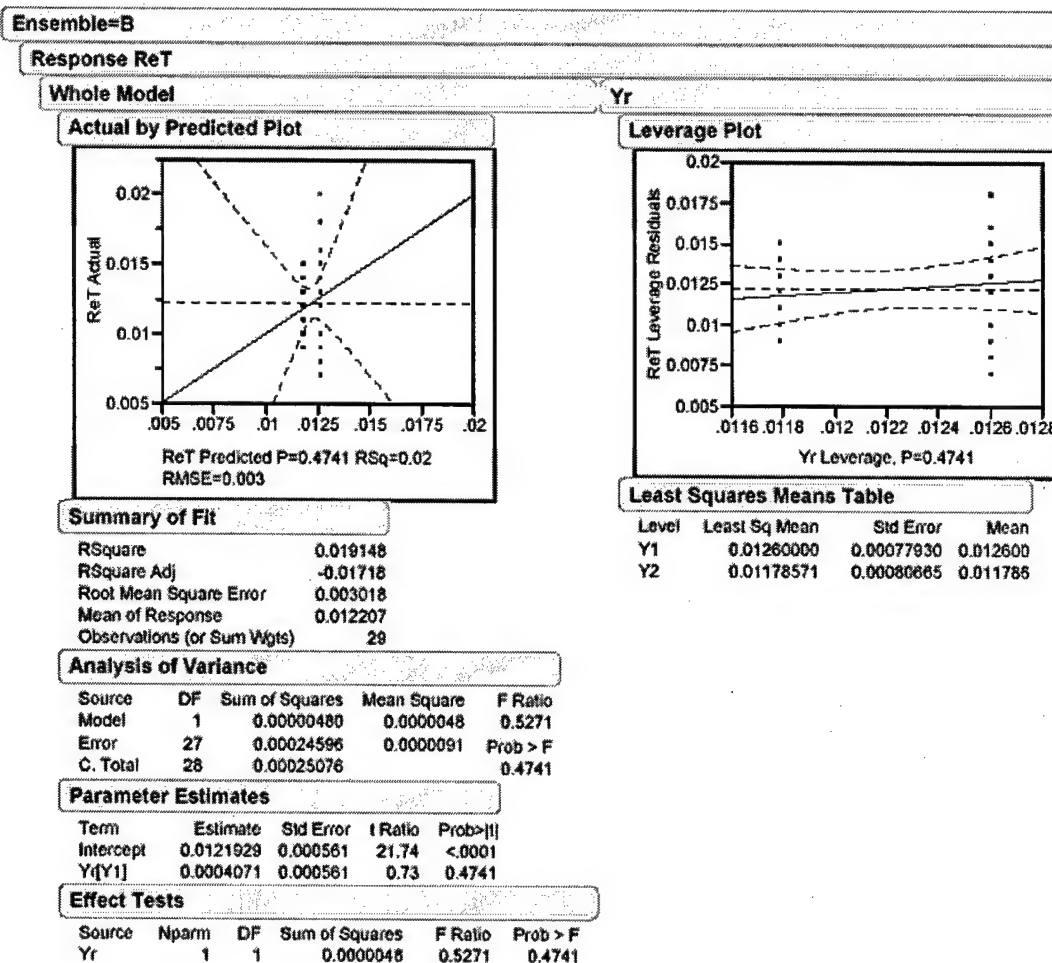 Ensemble=B
Response ReT
Whole Model
Yr
Actual by Predicted Plot
0.02
0.015
0.01
0.005
ReT Actual
.005 .0075 .01 .0125 .015 .0175 .02
ReT Predicted P=0.4741 RSq=0.02
RMSE=0.003
Leverage Plot
0.02
0.0175
0.015
0.0125
0.01
0.0075
0.005
ReT Leverage Residuals
.0116 .0118 .012 .0122 .0124 .0126 .0128
Yr Leverage, P=0.4741
Least Squares Means Table
Level Least Sq Mean Std Error Mean
Y1 0.01260000 0.00077930 0.012600
Y2 0.01178571 0.00080665 0.011786
Summary of Fit
RSquare 0.019148
RSquare Adj -0.01718
Root Mean Square Error 0.003018
Mean of Response 0.012207
Observations (or Sum Wgts) 29
Analysis of Variance
Source DF Sum of Squares Mean Square F Ratio
Model 1 0.00000480 0.0000048 0.5271
Error 27 0.00024596 0.0000091 Prob > F
C. Total 28 0.00025076 0.4741
Parameter Estimates
Term Estimate Std Error t Ratio Prob>|t|
Intercept 0.0121929 0.000561 21.74 <.0001
Yr[Y1] 0.0004071 0.000561 0.73 0.4741
Effect Tests
Source Nparm DF Sum of Squares F Ratio Prob > F
Yr 1 1 0.0000048 0.5271 0.4741